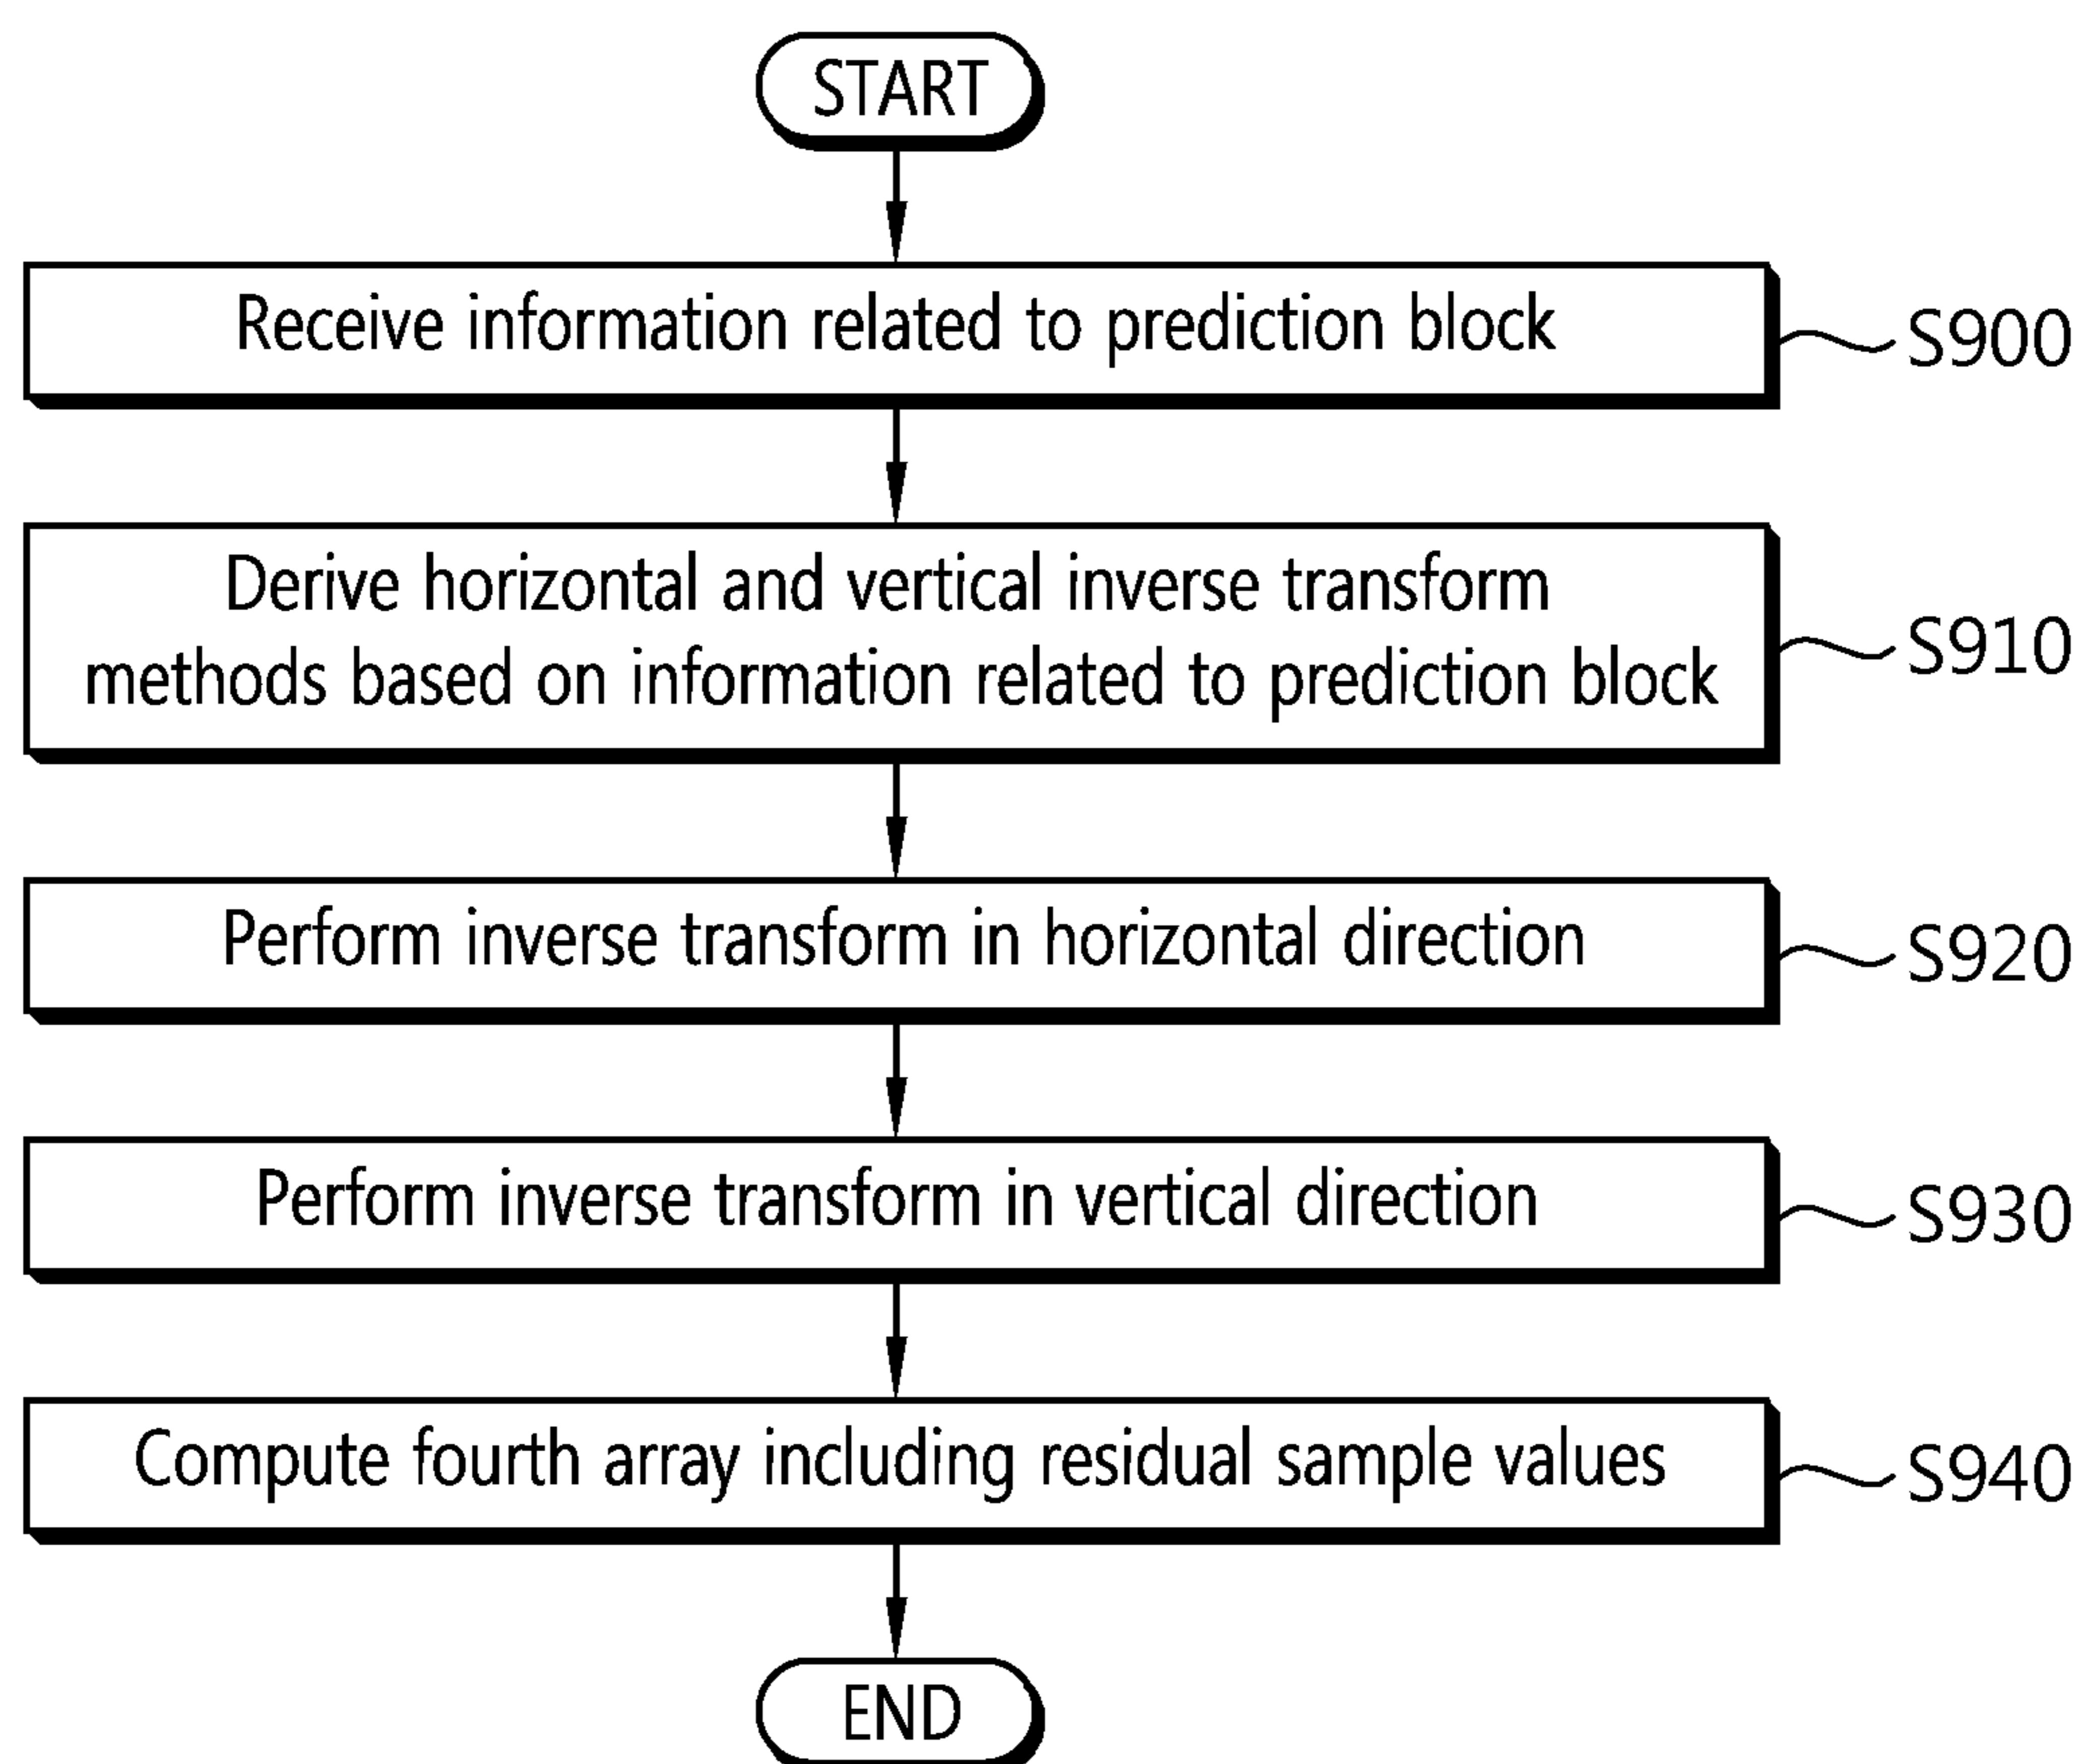 START
Receive information related to prediction block
S900
Derive horizontal and vertical inverse transform
methods based on information related to prediction block
S910
Perform inverse transform in horizontal direction
S920
Perform inverse transform in vertical direction
S930
Compute fourth array including residual sample values
S940
END